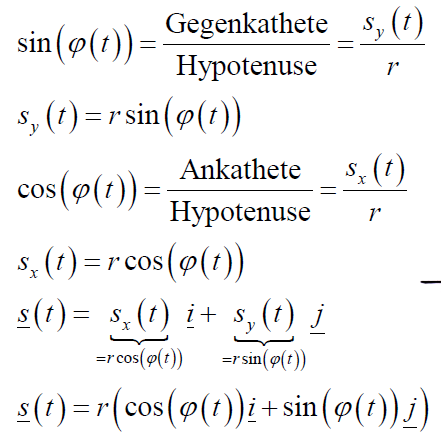 sin(φ(t)) = Gegenkathete / Hypotenuse = s_y(t) / r
s_y(t) = r sin(φ(t))
cos(φ(t)) = Ankathete / Hypotenuse = s_x(t) / r
s_x(t) = r cos(φ(t))
s(t) = s_x(t) i + s_y(t) j
=r cos(φ(t)) =r sin(φ(t))
s(t) = r(cos(φ(t)) i + sin(φ(t)) j)